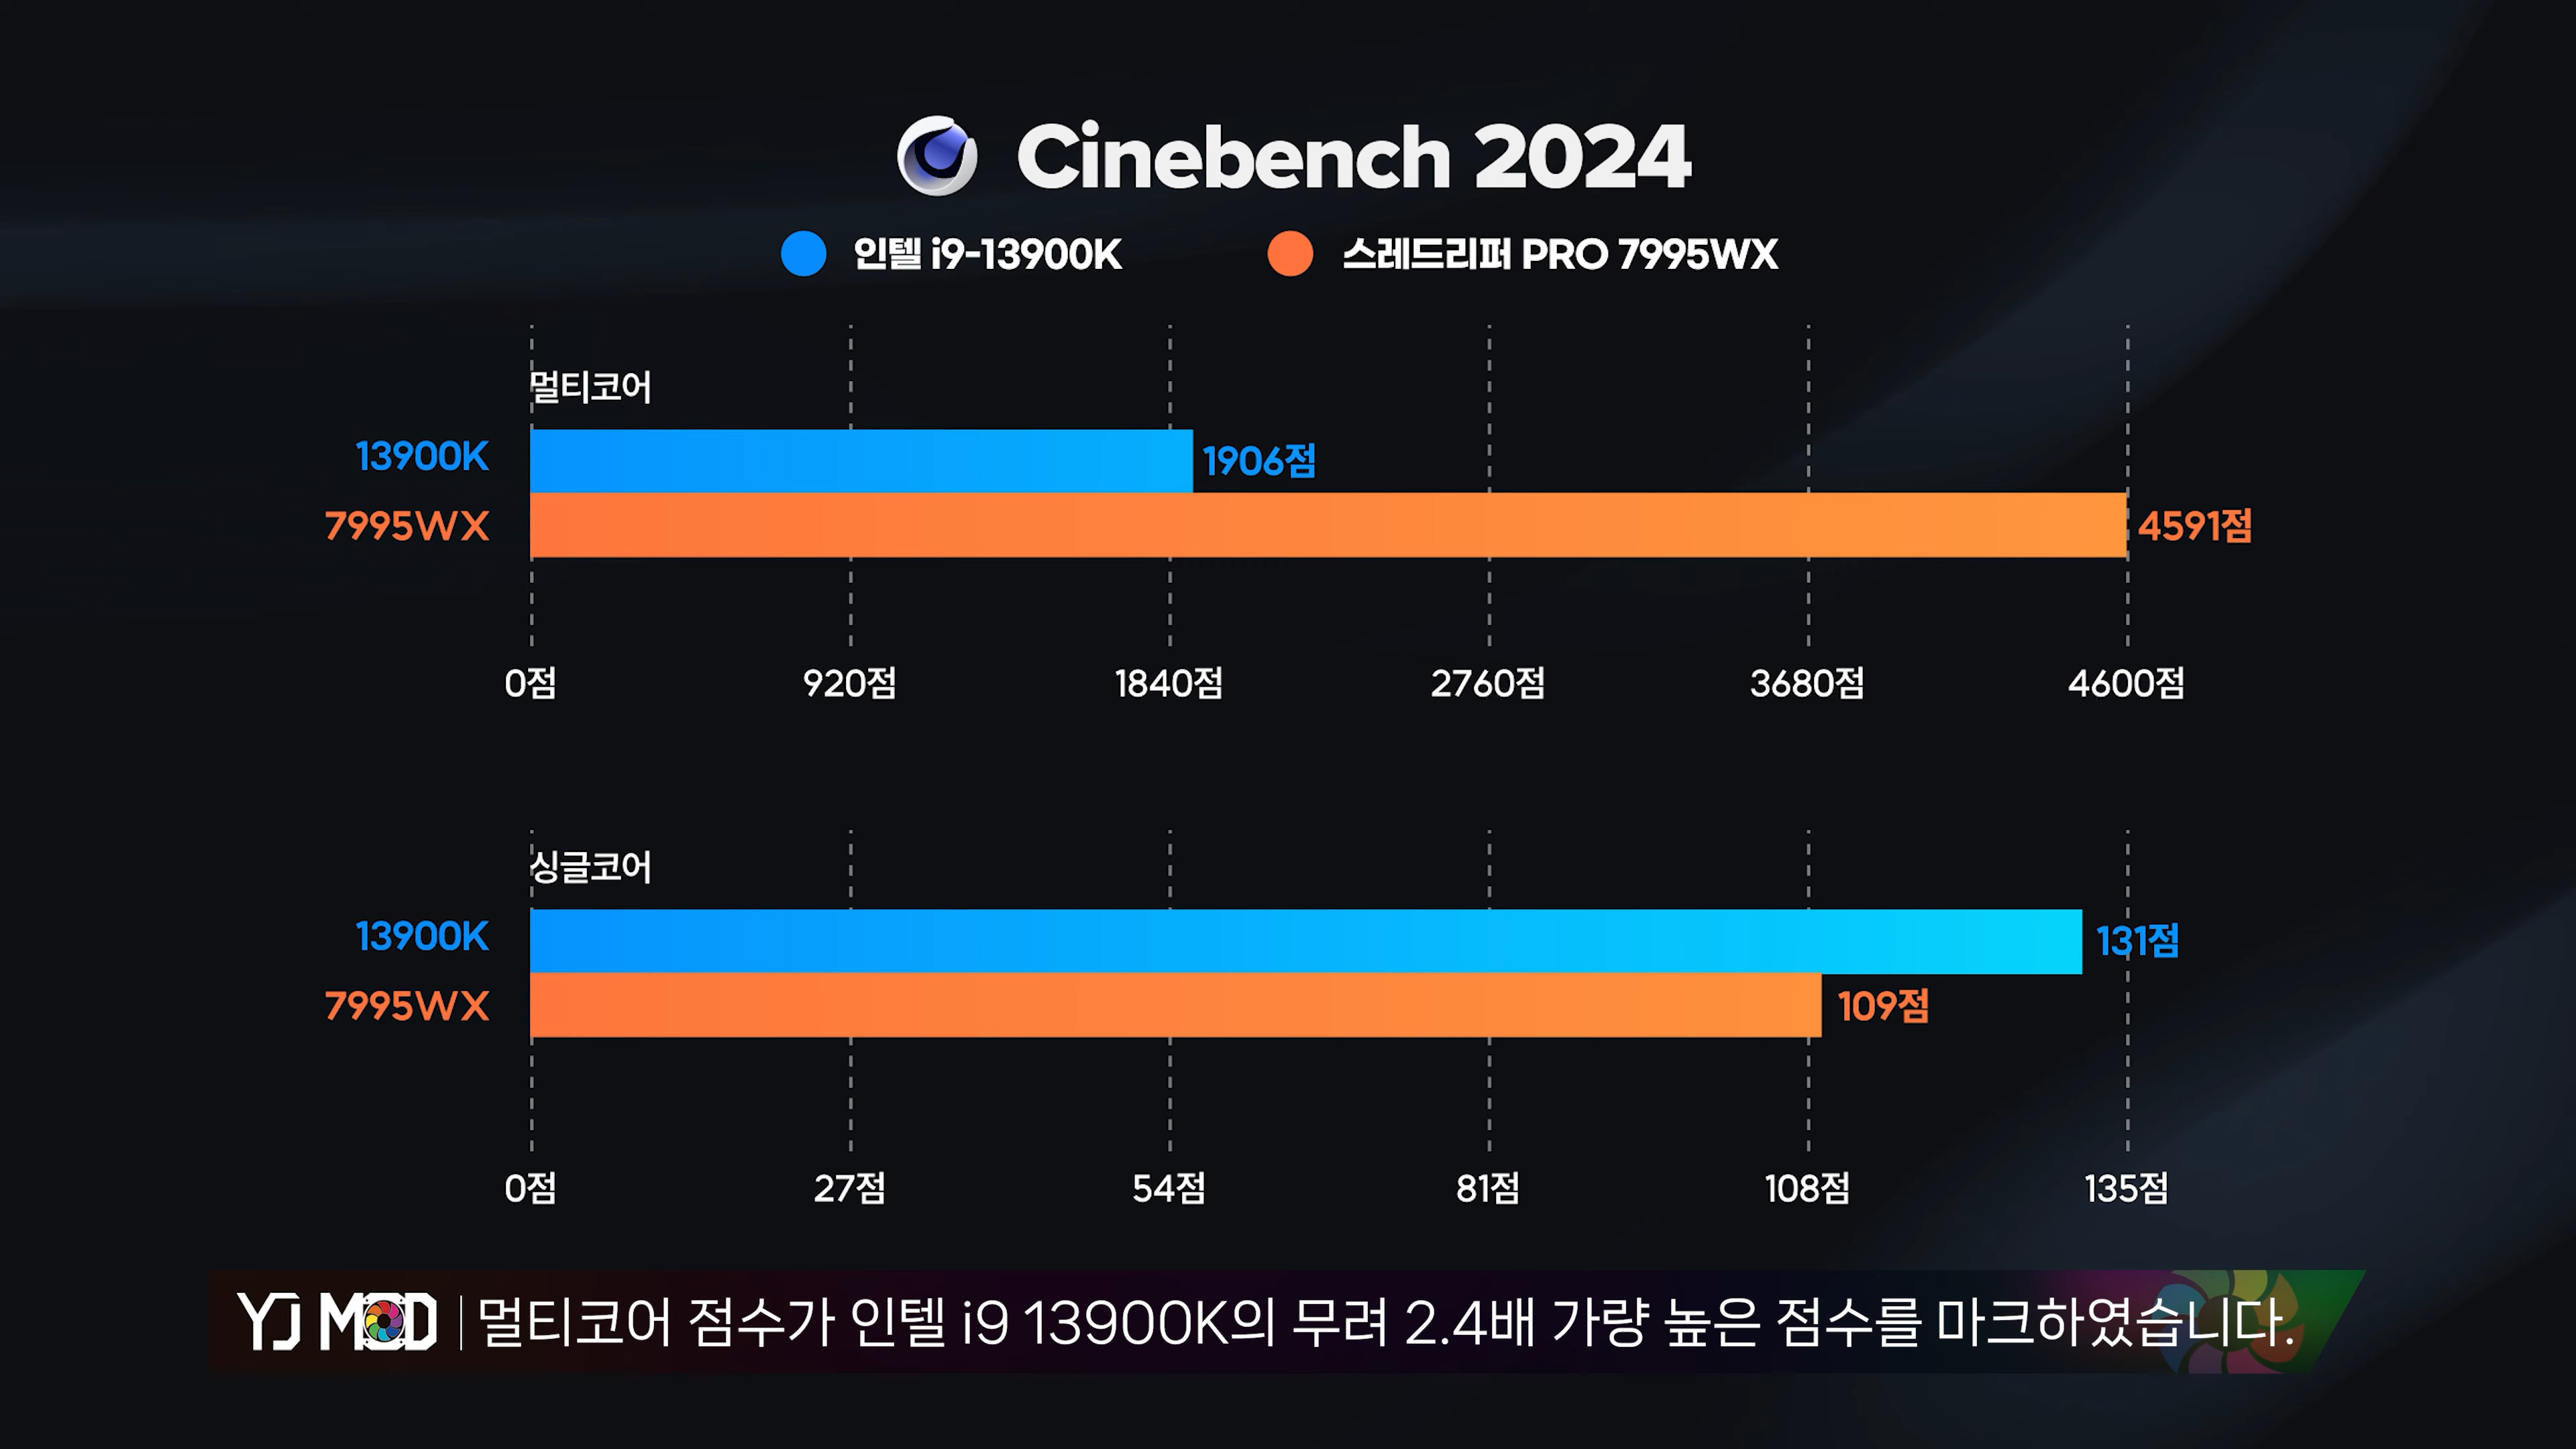 Cinebench 2024
인텔 i9-13900K 스레드리퍼 PRO 7995WX
멀티코어
13900K 1906점
7995WX 4591점
0점 920점 1840점 2760점 3680점 4600점
싱글코어
13900K 131점
7995WX 109점
0점 27점 54점 81점 108점 135점
YJ MOD 멀티코어 점수가 인텔 i9 13900K의 무려 2.4배 가량 높은 점수를 마크하였습니다.